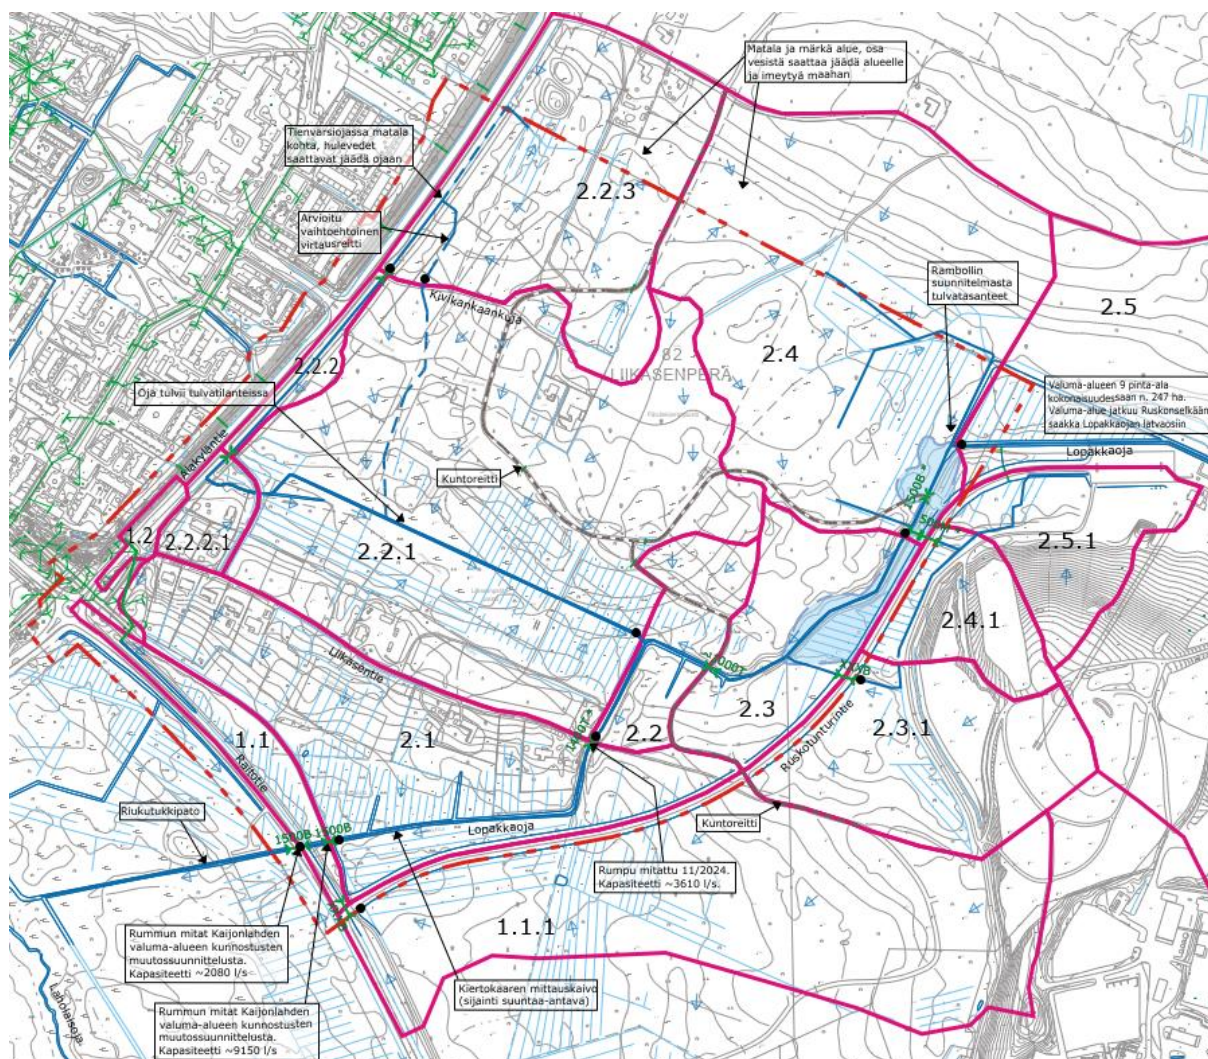 Matala ja märkä alue, osa
vesistä saattaa jäädä alueelle
ja imeytyä maahan
Tienvarsiojassa matala
kohta, hulevedet
saattavat jäädä ojaan
2.2.3
Arvioitu
vaihtoehtoinen
virtausreitti
Rambollin
suunnitelmasta
tulvatasanteet
Kivikankaankuja
2.5
82
LIIKASENPERÄ
2.4
2.2.2
Oja tulvii tulvatilanteissa
Valuma-alueen 9 pinta-ala
kokonaisuudessaan n. 247 ha.
Valuma-alue jatkuu Ruskonselkään
saakka Lopakkaojan latvaosiin
Alakyläntie
Lopakkaoja
Kuntoreitti
1.2
2.2.2.1
2.2.1
2.5.1
2.4.1
Liikasentie
2.3
2.3.1
2.2
2.1
1.1
Raitotie
Ruskotunturintie
Riukutukkipato
1500B
1500B
Lopakkaoja
Kuntoreitti
Rumpu mitattu 11/2024.
Kapasiteetti ~3610 l/s.
1.1.1
Rummun mitat Kaijonlahden
valuma-alueen kunnostusten
muutossuunnittelusta.
Kapasiteetti ~2080 l/s
Kiertokaaren mittauskaivo
(sijainti suuntaa-antava)
Laholaisoja
Rummun mitat Kaijonlahden
valuma-alueen kunnostusten
muutossuunnittelusta.
Kapasiteetti ~9150 l/s